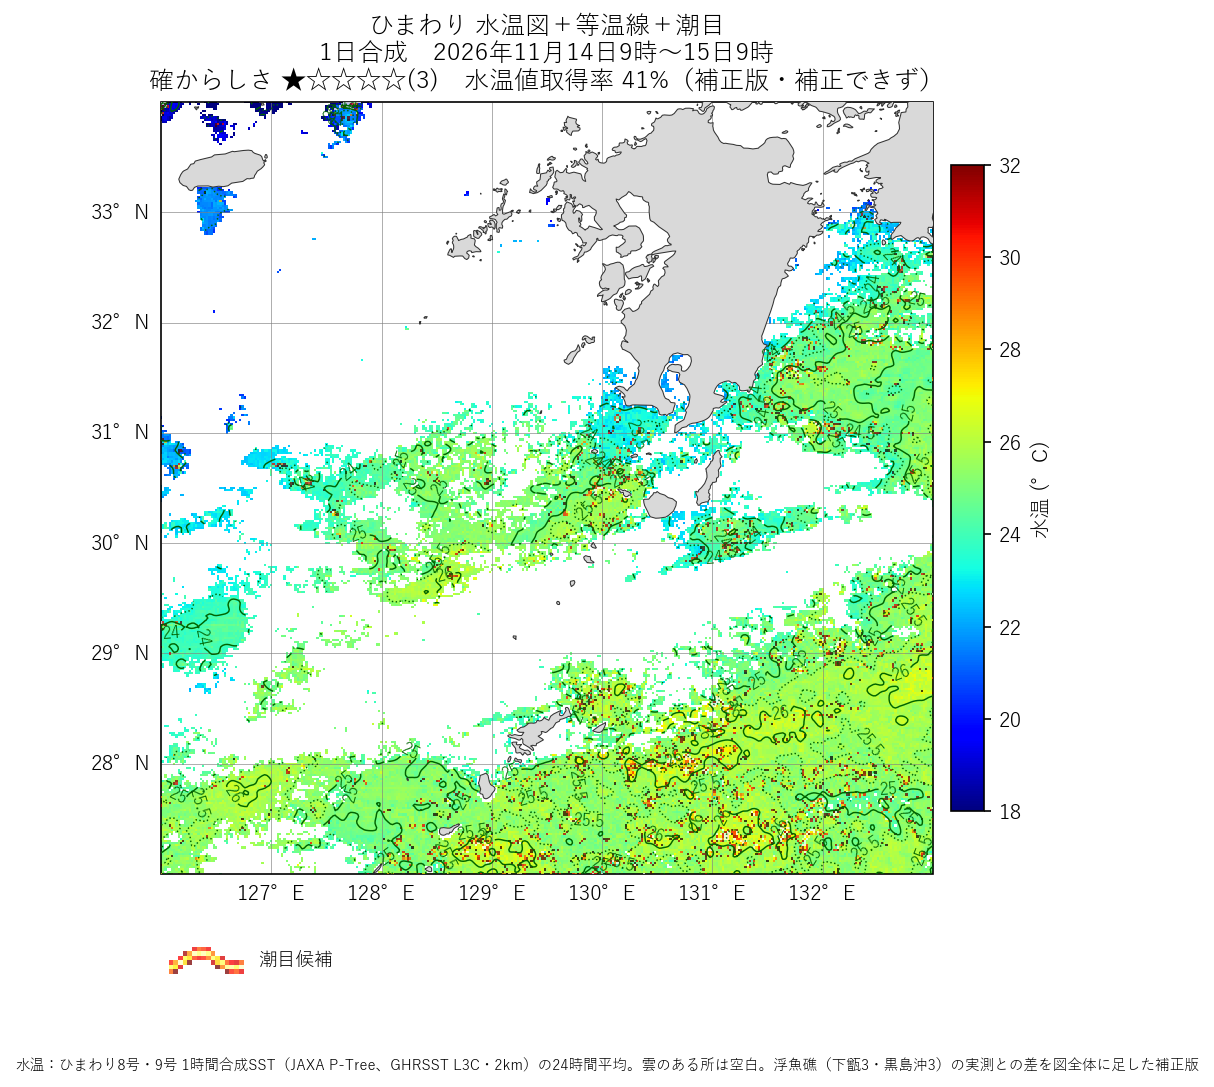 ひまわり 水温図＋等温線＋潮目
1日合成　2026年11月14日9時～15日9時
確からしさ ★☆☆☆☆(3)　水温値取得率 41%（補正版・補正できず）
33° N
32° N
31° N
30° N
29° N
28° N
127° E
128° E
129° E
130° E
131° E
132° E
32
30
28
26
24
22
20
18
水温 (° C)
潮目候補
水温：ひまわり8号・9号 1時間合成SST（JAXA P-Tree、GHRSST L3C・2km）の24時間平均。雲のある所は空白。浮魚礁（下甑3・黒島沖3）の実測との差を図全体に足した補正版